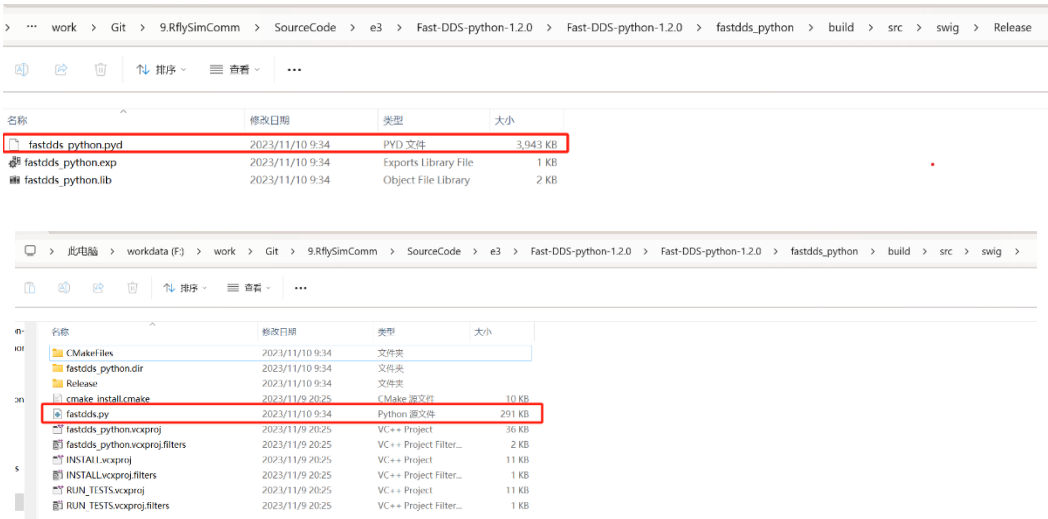 > ··· work > Git > 9.RflySimComm > SourceCode > e3 > Fast-DDS-python-1.2.0 > Fast-DDS-python-1.2.0 > fastdds_python > build > src > swig > Release
排序 查看 ···
名称 修改日期 类型 大小
fastdds_python.pyd 2023/11/10 9:34 PYD 文件 3,943 KB
fastdds_python.exp 2023/11/10 9:34 Exports Library File 1 KB
fastdds_python.lib 2023/11/10 9:34 Object File Library 2 KB
> 此电脑 > workdata (F:) > work > Git > 9.RflySimComm > SourceCode > e3 > Fast-DDS-python-1.2.0 > Fast-DDS-python-1.2.0 > fastdds_python > build > src > swig >
排序 查看 ···
名称 修改日期 类型 大小
CMakeFiles 2023/11/10 9:34 文件夹
fastdds_python.dir 2023/11/10 9:34 文件夹
Release 2023/11/10 9:34 文件夹
cmake_install.cmake 2023/11/9 20:25 CMake 源文件 10 KB
fastdds.py 2023/11/10 9:34 Python 源文件 291 KB
fastdds_python.vcxproj 2023/11/9 20:25 VC++ Project 36 KB
fastdds_python.vcxproj.filters 2023/11/9 20:25 VC++ Project Filter... 2 KB
INSTALL.vcxproj 2023/11/9 20:25 VC++ Project 11 KB
INSTALL.vcxproj.filters 2023/11/9 20:25 VC++ Project Filter... 1 KB
RUN_TESTS.vcxproj 2023/11/9 20:25 VC++ Project 11 KB
RUN_TESTS.vcxproj.filters 2023/11/9 20:25 VC++ Project Filter... 1 KB